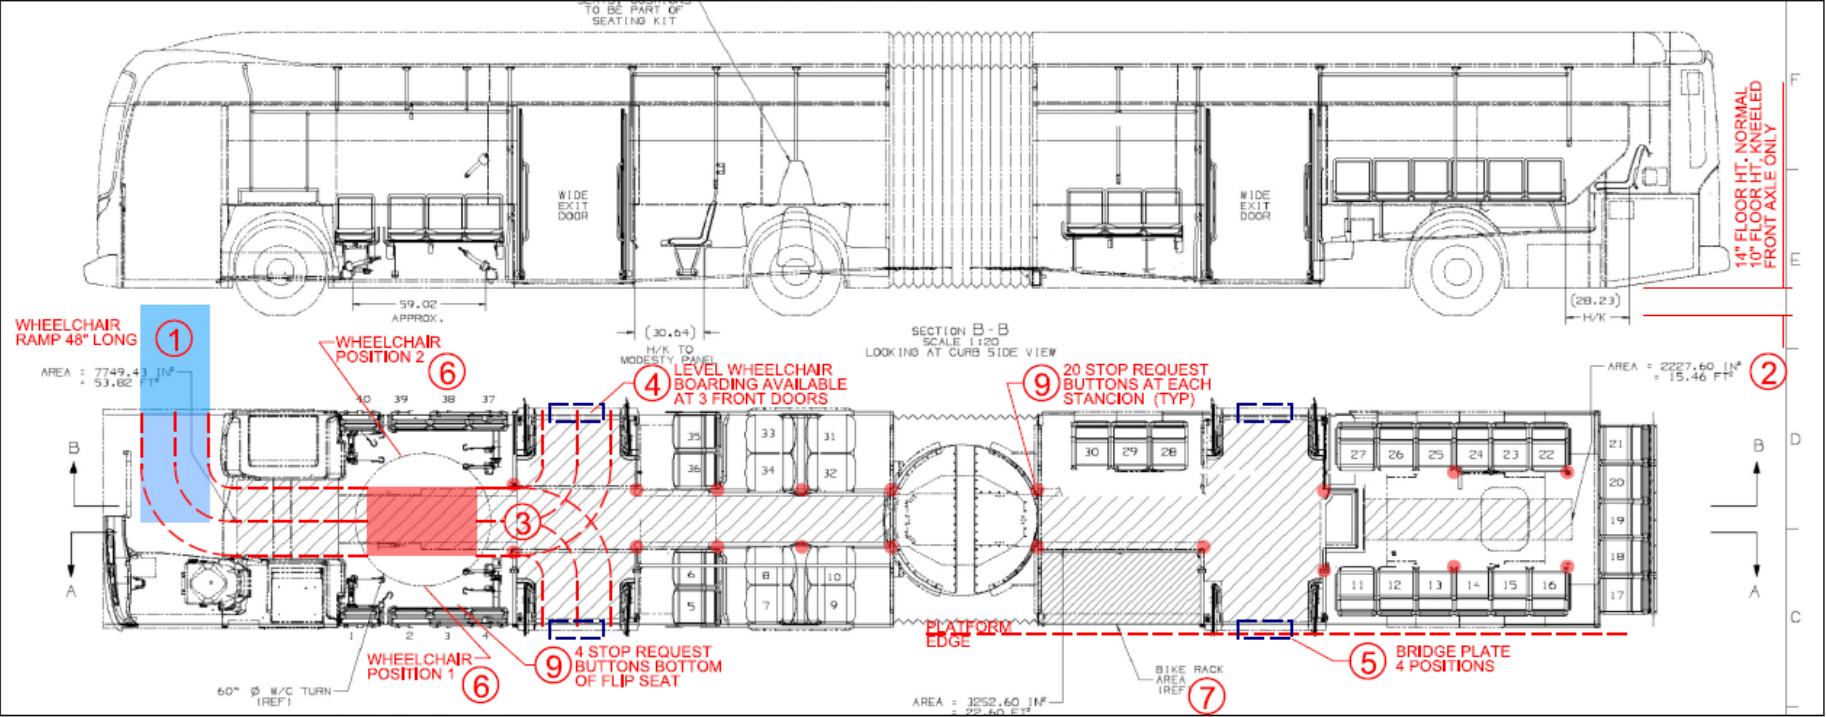 SEATS, CUSHIONS
TO BE PART OF
SEATING KIT
F
14" FLOOR HT. NORMAL
10" FLOOR HT, KNEELED
FRONT AXLE ONLY
WIDE
EXIT
DOOR
WIDE
EXIT
DOOR
E
59.02
APPROX.
(30.64)
H/K TO
MODESTY PANEL
SECTION B-B
SCALE 1:20
LOOKING AT CURB SIDE VIEW
(28.23)
H/K
WHEELCHAIR
RAMP 48" LONG
1
AREA = 7749.43 IN²
= 53.82 FT²
WHEELCHAIR
POSITION 2
6
4
LEVEL WHEELCHAIR
BOARDING AVAILABLE
AT 3 FRONT DOORS
9
20 STOP REQUEST
BUTTONS AT EACH
STANCION (TYP)
AREA = 2227.60 IN²
= 15.46 FT²
2
40 39 38 37
35 33 31
36 34 32
30 29 28
27 26 25 24 23 22 21
20
19
18
17
B
B
D
3
A
A
6 8 10
5 7 9
11 12 13 14 15 16
1 2 3 4
C
PLATFORM
EDGE
WHEELCHAIR
POSITION 1
6
9
4 STOP REQUEST
BUTTONS BOTTOM
OF FLIP SEAT
60" Ø W/C TURN
(REF)
BIKE RACK
AREA
(REF)
7
5
BRIDGE PLATE
4 POSITIONS
AREA = 3252.60 IN²
= 22.60 FT²